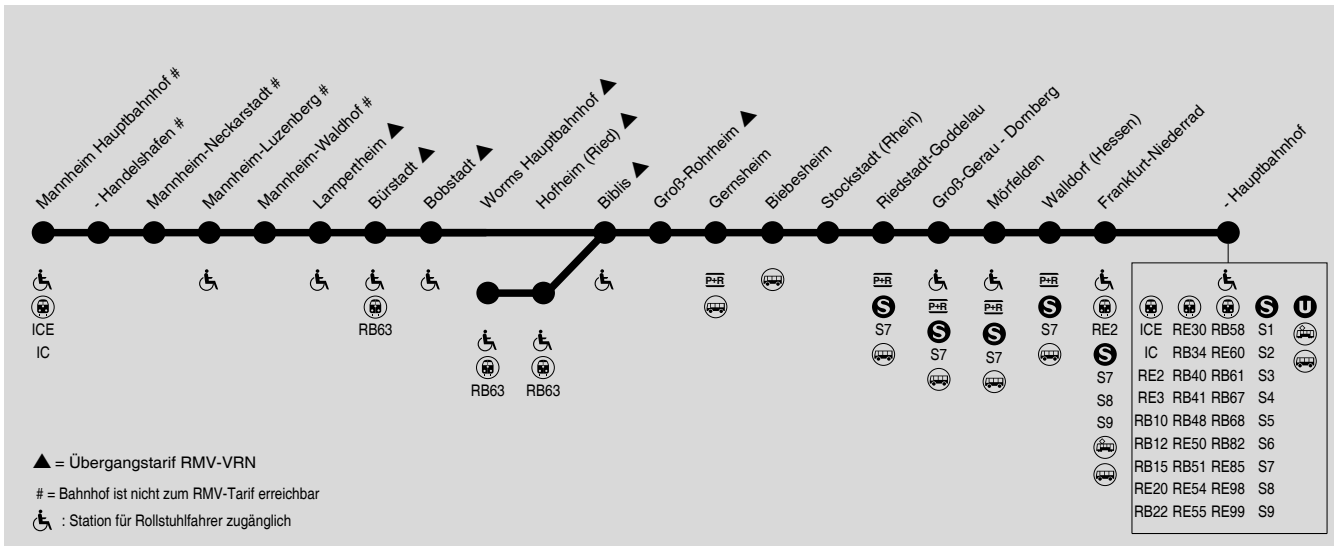 Mannheim Hauptbahnhof #
- Handelshafen #
Mannheim-Neckarstadt #
Mannheim-Luzenberg #
Mannheim-Waldhof #
Lampertheim ▲
Bürstadt ▲
Bobstadt ▲
Worms Hauptbahnhof ▲
Hofheim (Ried) ▲
Biblis ▲
Groß-Rohrheim ▲
Gernsheim
Biebesheim
Stockstadt (Rhein)
Riedstadt-Goddelau
Groß-Gerau - Dornberg
Mörfelden
Walldorf (Hessen)
Frankfurt-Niederrad
- Hauptbahnhof
ICE
IC
RB63
RB63
RB63
P+R
P+R
S
S7
P+R
S
S7
P+R
S
S7
P+R
S
S7
RE2
S
S7
S8
S9
S U
ICE RE30 RB58 S1
IC RB34 RE60 S2
RE2 RB40 RB61 S3
RE3 RB41 RB67 S4
RB10 RB48 RB68 S5
RB12 RE50 RB82 S6
RB15 RB51 RE85 S7
RE20 RE54 RE98 S8
RB22 RE55 RE99 S9
▲ = Übergangstarif RMV-VRN
# = Bahnhof ist nicht zum RMV-Tarif erreichbar
: Station für Rollstuhlfahrer zugänglich